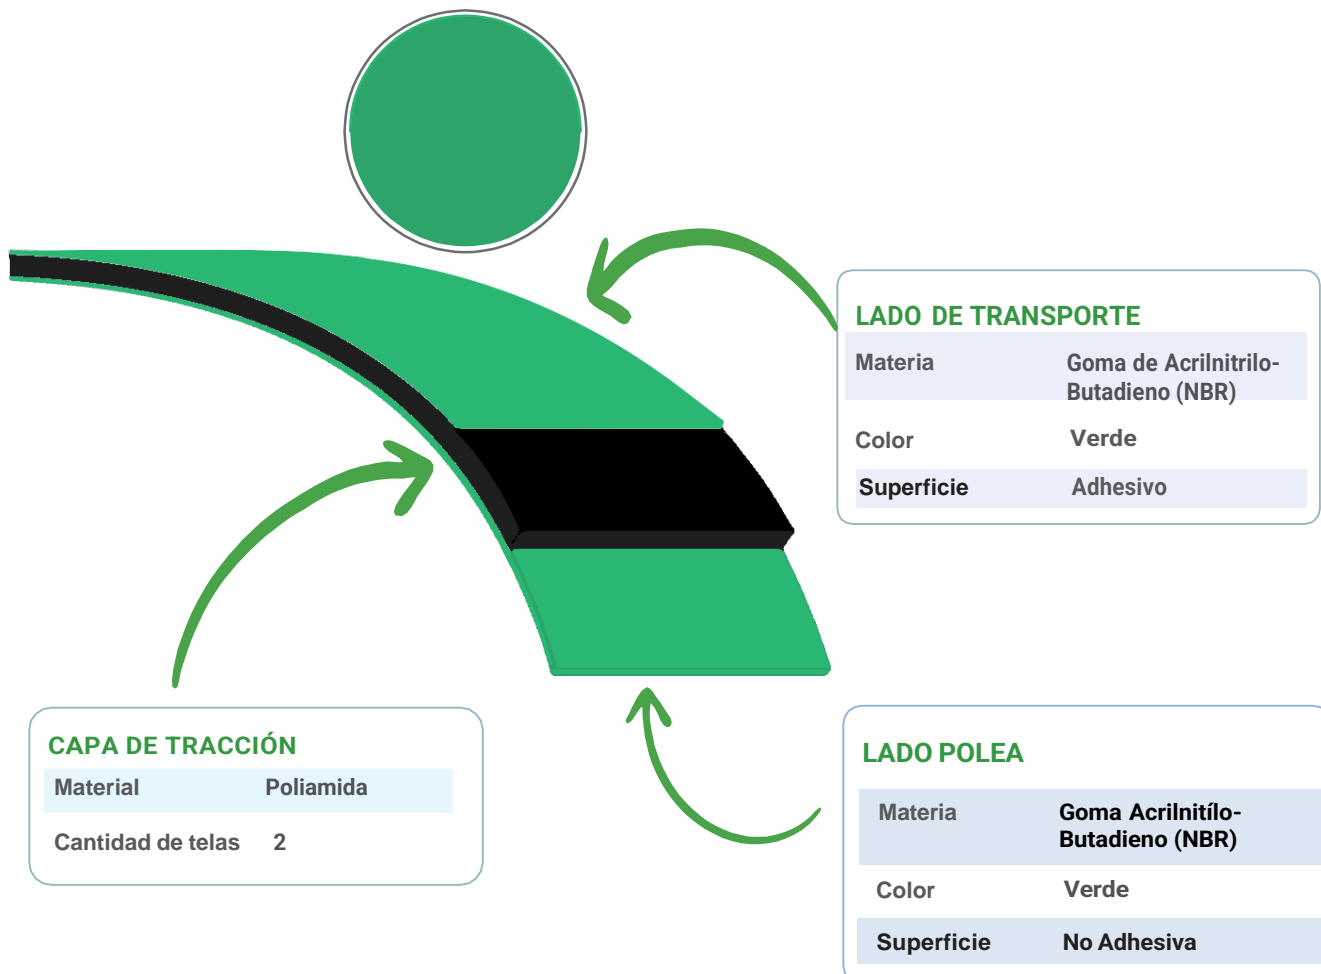 LADO DE TRANSPORTE
Materia Goma de Acrilnitrilo-
Butadieno (NBR)
Color Verde
Superficie Adhesivo
CAPA DE TRACCIÓN
Material Poliamida
Cantidad de telas 2
LADO POLEA
Materia Goma Acrilnitílo-
Butadieno (NBR)
Color Verde
Superficie No Adhesiva